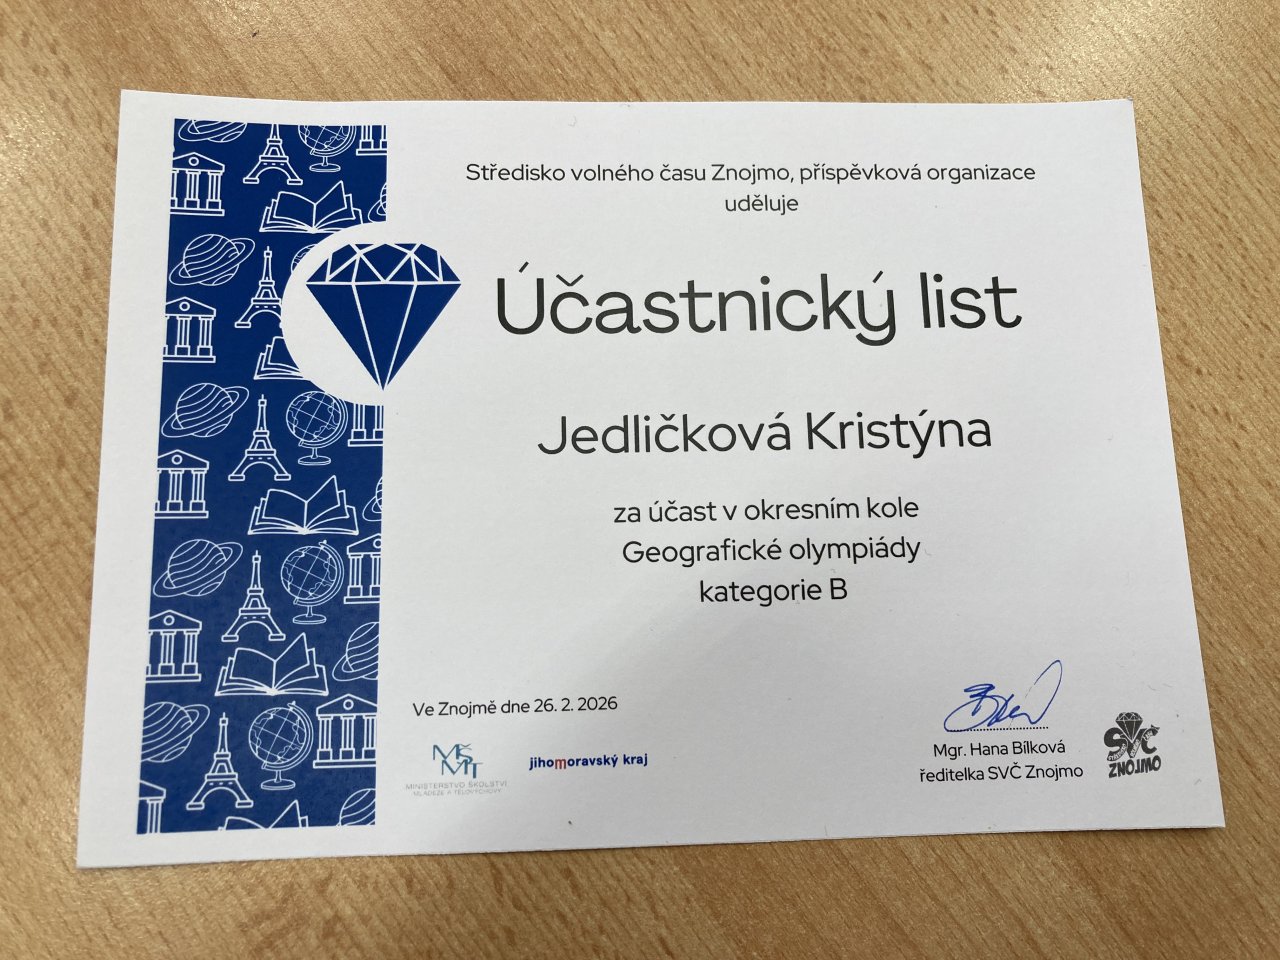 Středisko volného času Znojmo, příspěvková organizace
uděluje
Účastnický list
Jedličková Kristýna
za účast v okresním kole
Geografické olympiády
kategorie B
Ve Znojmě dne 26. 2. 2026
MŠMT
MINISTERSTVO ŠKOLSTVÍ
MLÁDEŽE A TĚLOVÝCHOVY
jihomoravský kraj
Mgr. Hana Bílková
ředitelka SVČ Znojmo
SVČ
ZNOJMO